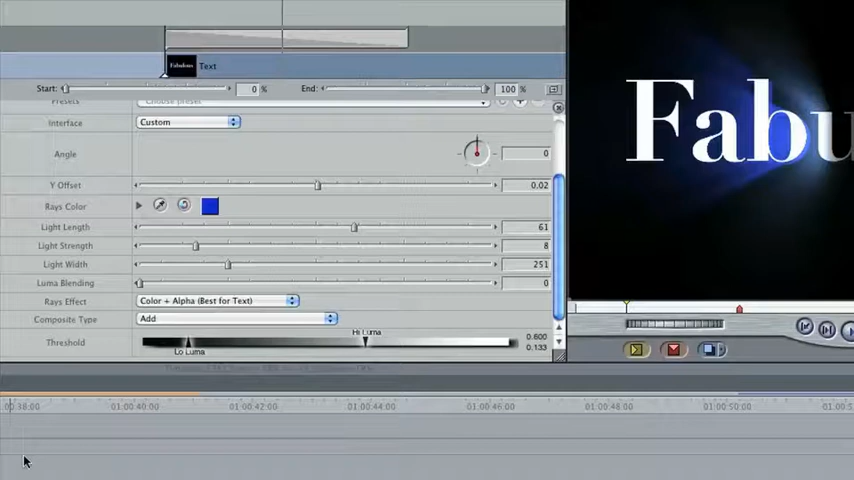 Fabulous
Text
Start:
0
%
End:
100
%
Presets
Choose preset
Interface
Custom
Angle
0
Y Offset
0.02
Rays Color
Light Length
61
Light Strength
8
Light Width
251
Luma Blending
0
Rays Effect
Color + Alpha (Best for Text)
Composite Type
Add
Hi Luma
Threshold
0.600
0.133
Lo Luma
Fabu
00:38:00
01:00:40:00
01:00:42:00
01:00:44:00
01:00:46:00
01:00:48:00
01:00:50:00
01:00:5